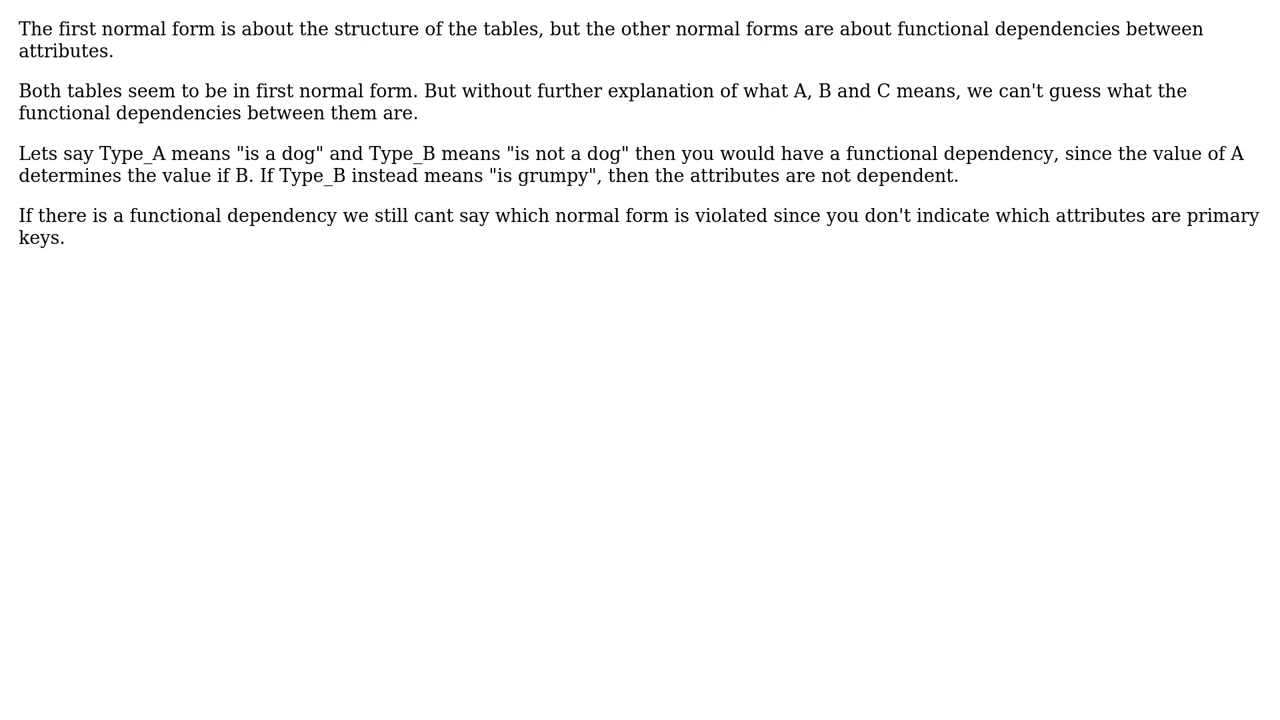 The first normal form is about the structure of the tables, but the other normal forms are about functional dependencies between
attributes.
Both tables seem to be in first normal form. But without further explanation of what A, B and C means, we can't guess what the
functional dependencies between them are.
Lets say Type_A means "is a dog" and Type_B means "is not a dog" then you would have a functional dependency, since the value of A
determines the value if B. If Type_B instead means "is grumpy", then the attributes are not dependent.
If there is a functional dependency we still cant say which normal form is violated since you don't indicate which attributes are primary
keys.